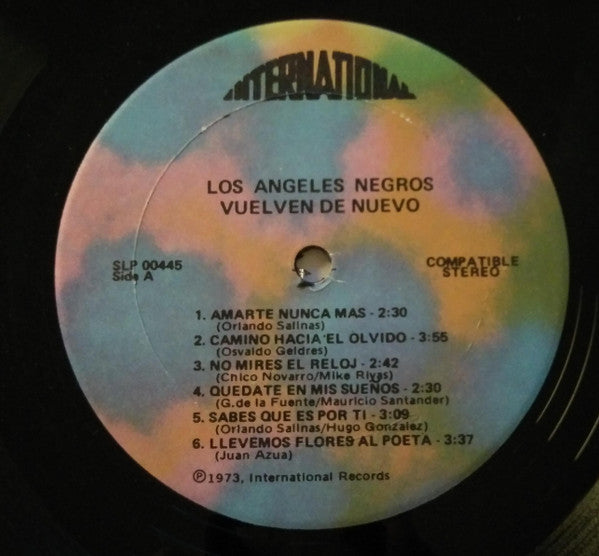 INTERNATIONAL
LOS ANGELES NEGROS
VUELVEN DE NUEVO
SLP 00445
Side A
COMPATIBLE
STEREO
1. AMARTE NUNCA MAS - 2:30
(Orlando Salinas)
2. CAMINO HACIA EL OLVIDO - 3:55
(Osvaldo Geldres)
3. NO MIRES EL RELOJ - 2:42
(Chico Novarro/Mike Rivas)
4. QUEDATE EN MIS SUEÑOS - 2:30
(G. de la Fuente/Mauricio Santander)
5. SABES QUE ES POR TI - 3:09
(Orlando Salinas/Hugo Gonzalez)
6. LLEVEMOS FLORES AL POETA - 3:37
(Juan Azua)
Ⓟ1973, International Records